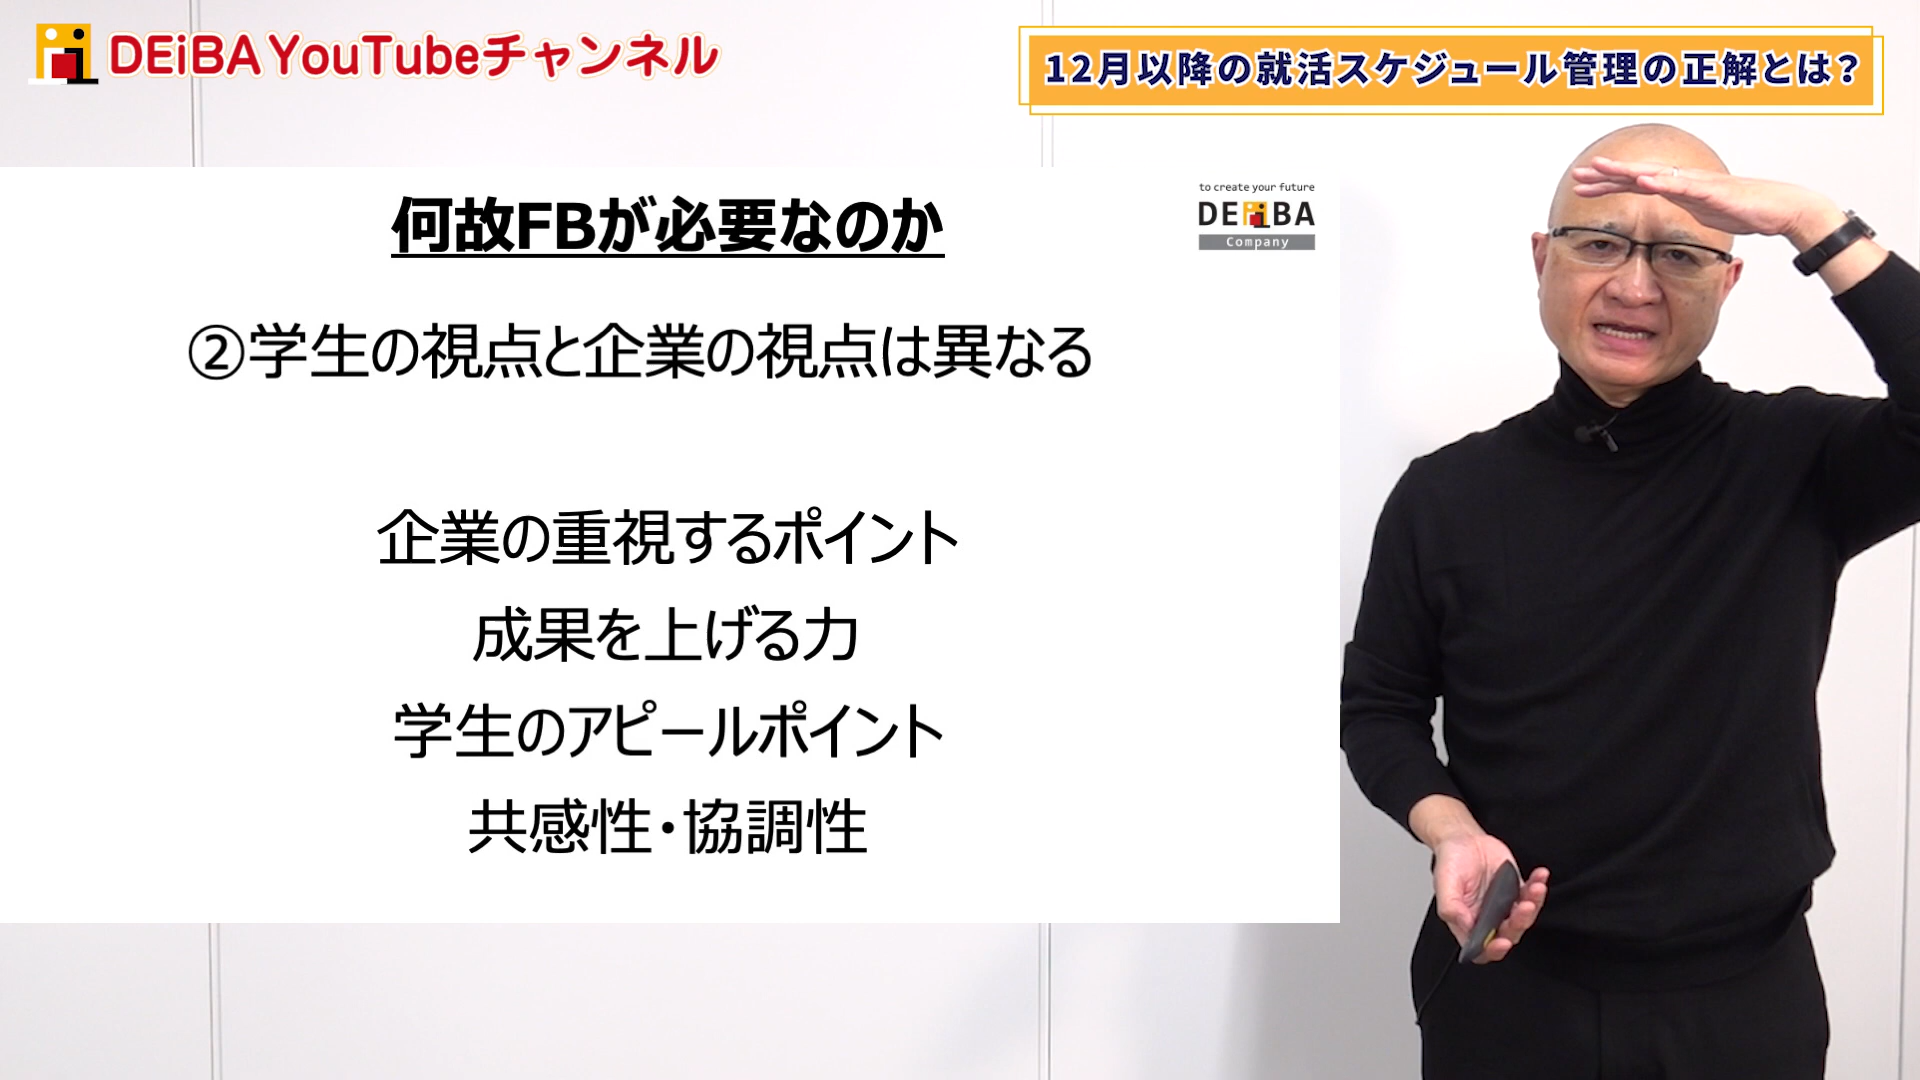 DEiBA YouTubeチャンネル
12月以降の就活スケジュール管理の正解とは？
何故FBが必要なのか
to create your future
DEiBA
Company
②学生の視点と企業の視点は異なる
企業の重視するポイント
成果を上げる力
学生のアピールポイント
共感性・協調性